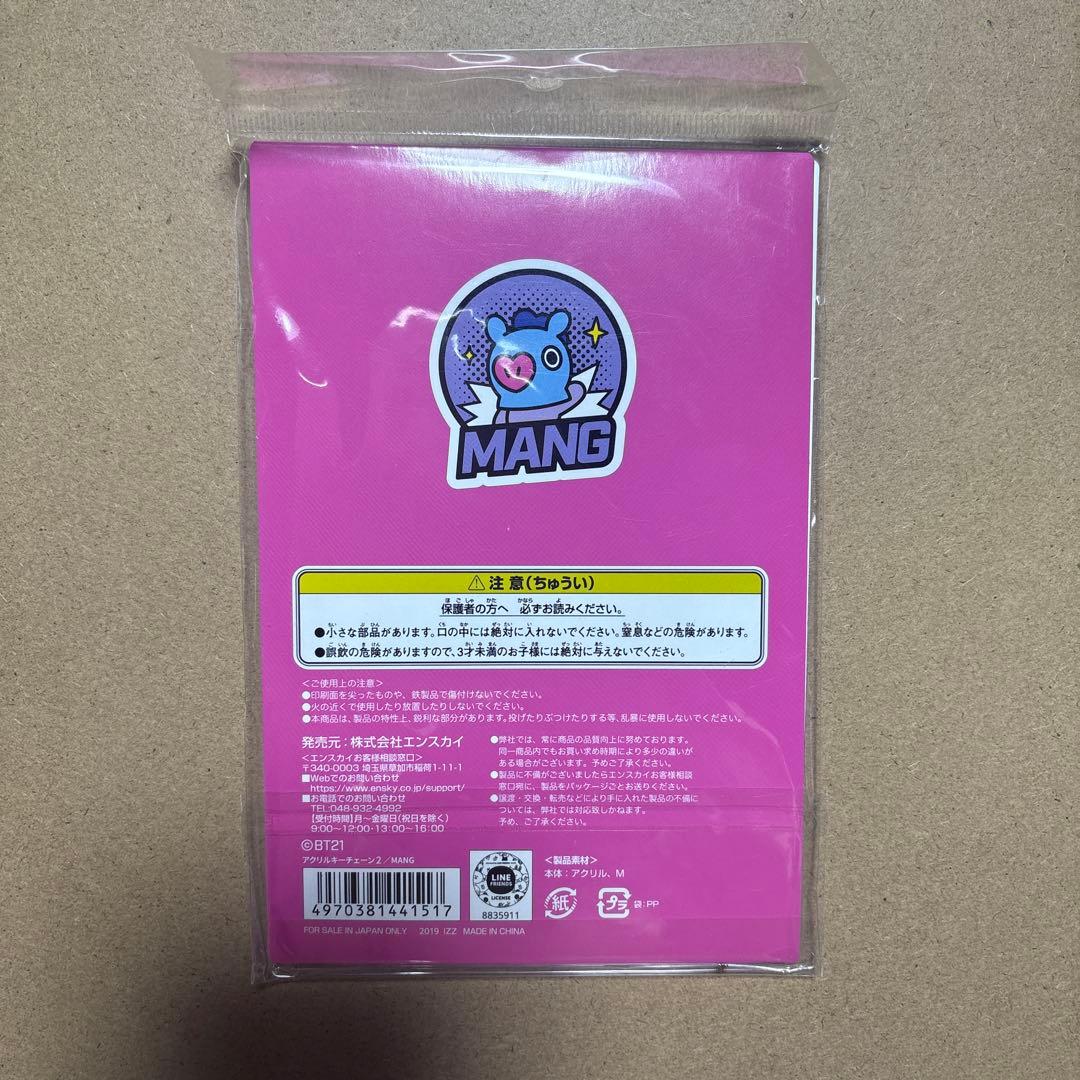 MANG
注意(ちゅうい)
保護者の方へ 必ずお読みください。
●小さな部品があります。口の中には絶対に入れないでください。窒息などの危険があります。
●誤飲の危険がありますので、3才未満のお子様には絶対に与えないでください。
<ご使用上の注意>
●印刷面を尖ったものや、鉄製品で傷付けないでください。
●火の近くで使用したり放置したりしないでください。
●本商品は、製品の特性上、鋭利な部分があります。投げたりぶつけたりする等、乱暴に使用しないでください。
発売元:株式会社エンスカイ
<エンスカイお客様相談窓口>
〒340-0003 埼玉県草加市稲荷1-11-1
■Webでのお問い合わせ
https://www.ensky.co.jp/support/
■お電話でのお問い合わせ
TEL:048-932-4992
【受付時間】月~金曜日(祝日を除く)
9:00~12:00・13:00~16:00
●弊社では、常に商品の品質向上に努めております。
同一商品内でもお買い求め時期により多少の違いが
ある場合がございます。予めご了承ください。
●製品に不備がございましたらエンスカイお客様相談
窓口宛に、製品をパッケージごとお送りください。
●譲渡・交換・転売などにより手に入れた製品の不備に
ついては、弊社では対応致しかねます。
予め、ご了承ください。
©BT21
アクリルキーチェーン2/MANG
4970381441517
LINE
FRIENDS
LICENSE
8835911
<製品素材>
本体:アクリル、M
紙
プラ
袋:PP
FOR SALE IN JAPAN ONLY 2019 IZZ MADE IN CHINA